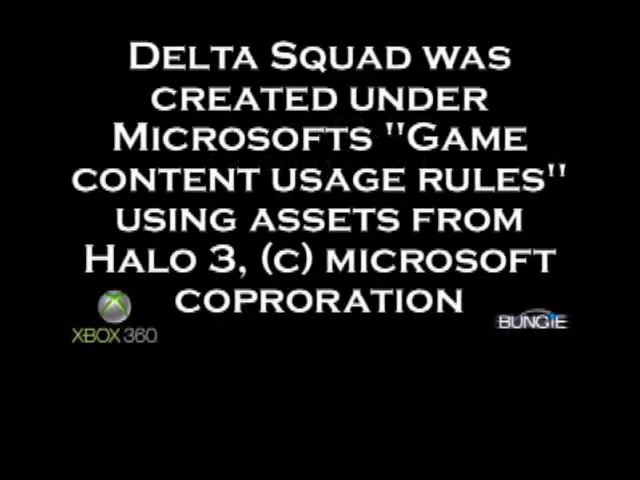 Delta Squad was
created under
Microsofts "Game
content usage rules"
using assets from
Halo 3, (c) microsoft
coproration
XBOX 360
BUNGIE